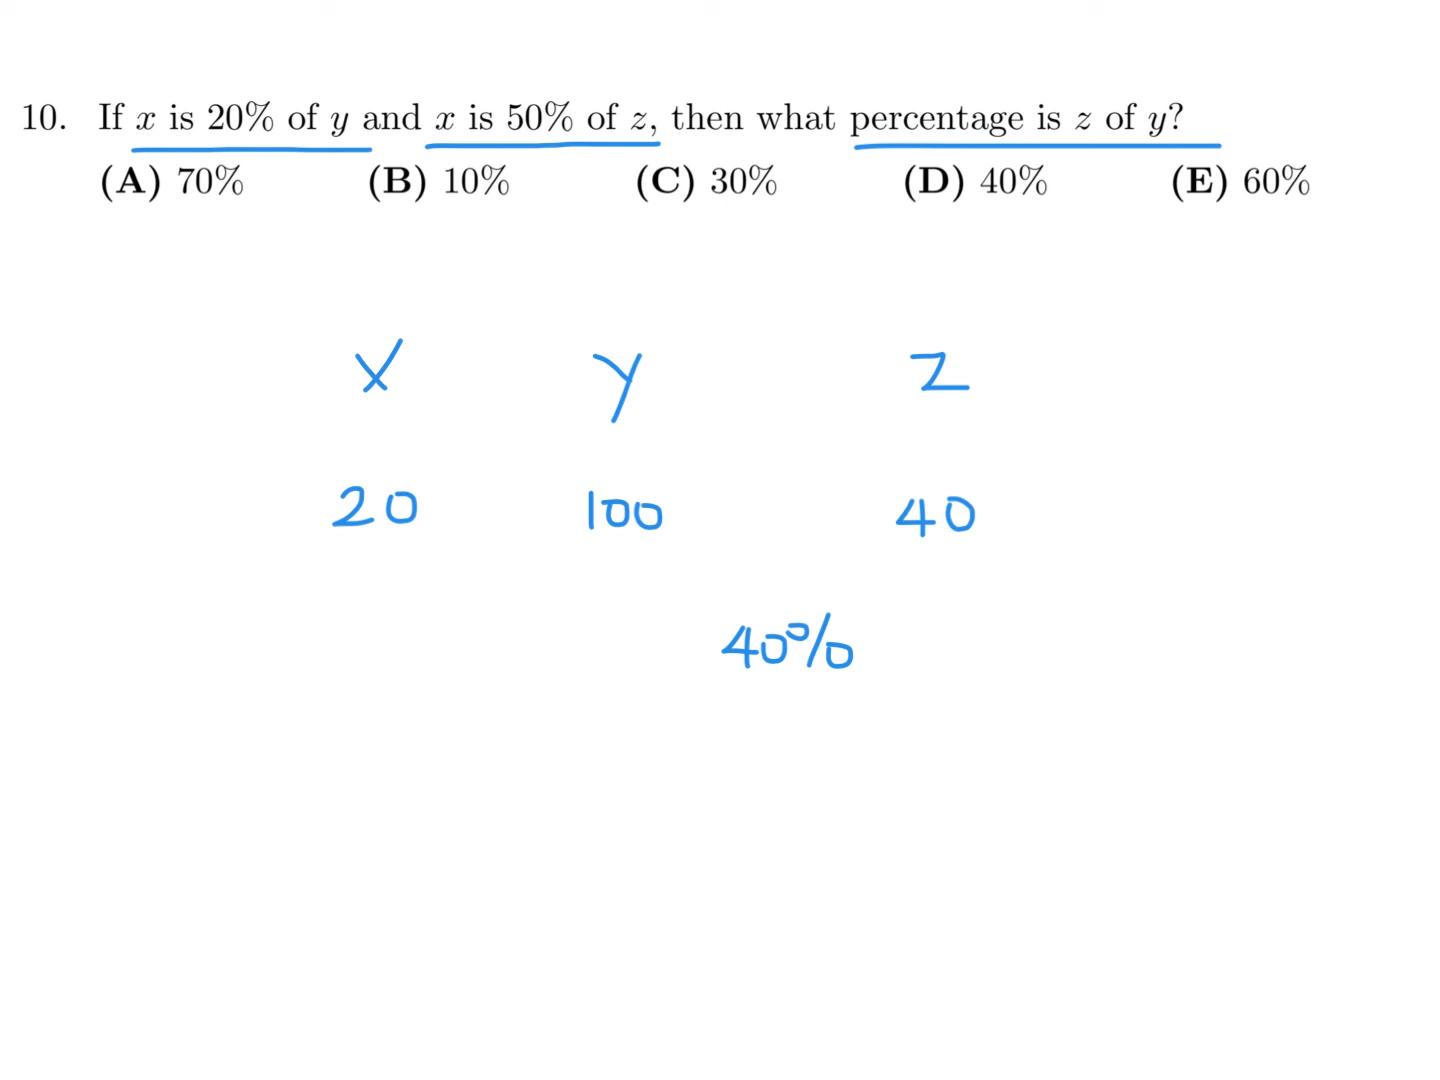 10. If x is 20% of y and x is 50% of z, then what percentage is z of y?
(A) 70% (B) 10% (C) 30% (D) 40% (E) 60%
x y z
20 100 40
40%